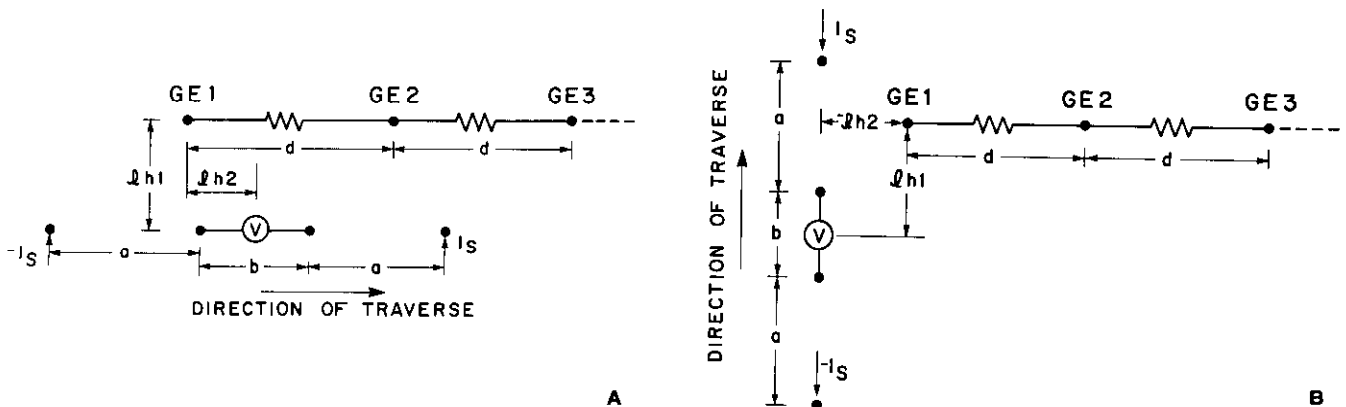 GE1 GE2 GE3
d d
ℓh1 ℓh2
V
-IS IS
a b a
DIRECTION OF TRAVERSE
A
IS
a
DIRECTION OF TRAVERSE
GE1 GE2 GE3
-ℓh2
d d
ℓh1
b V
a
-IS
B